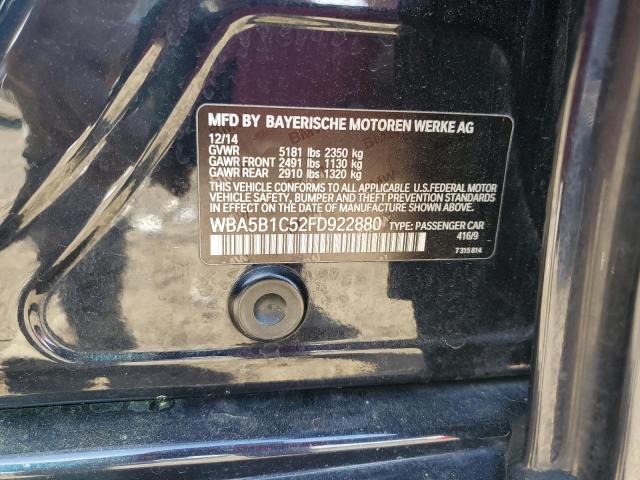 MFD BY BAYERISCHE MOTOREN WERKE AG
12/14
GVWR 5181 lbs 2350 kg
GAWR FRONT 2491 lbs 1130 kg
GAWR REAR 2910 lbs 1320 kg
THIS VEHICLE CONFORMS TO ALL APPLICABLE U.S.FEDERAL MOTOR
VEHICLE SAFETY, BUMPER, AND THEFT PREVENTION STANDARDS
IN EFFECT ON THE DATE OF MANUFACTURE SHOWN ABOVE.
WBA5B1C52FD922880 TYPE: PASSENGER CAR
416/9
7 315 814